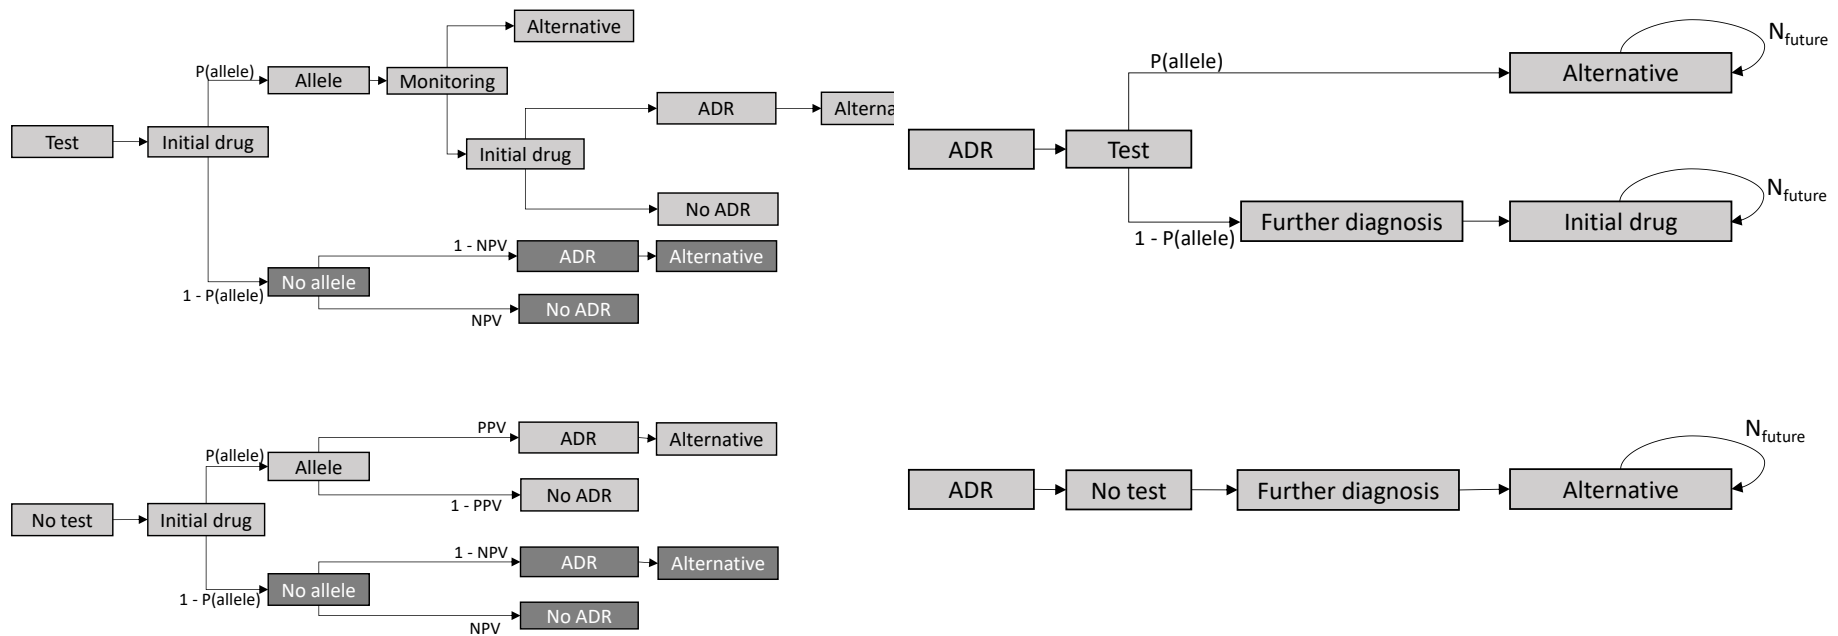 Alternative
P(allele)
Allele
Monitoring
ADR
Alterna
Test
Initial drug
Initial drug
No ADR
1 - NPV
ADR
Alternative
No allele
1 - P(allele)
NPV
No ADR
N future
P(allele)
Alternative
ADR
Test
N future
Further diagnosis
Initial drug
1 - P(allele)
PPV
ADR
Alternative
P(allele)
Allele
No ADR
1 - PPV
No test
Initial drug
1 - NPV
ADR
Alternative
No allele
1 - P(allele)
No ADR
NPV
N future
ADR
No test
Further diagnosis
Alternative